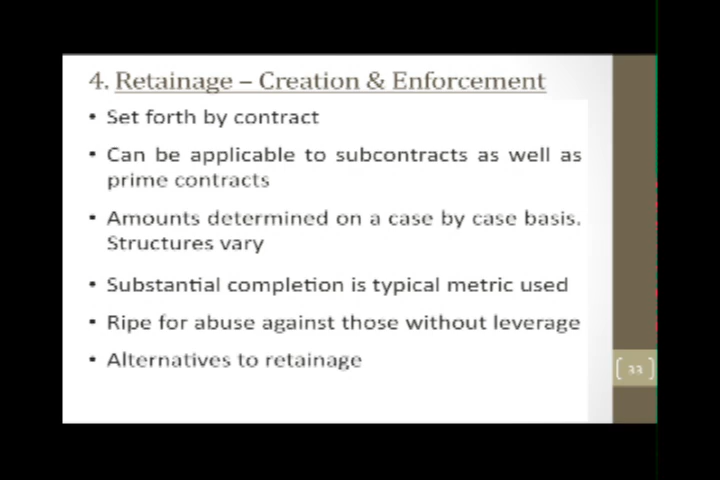 4. Retainage – Creation & Enforcement
• Set forth by contract
• Can be applicable to subcontracts as well as
prime contracts
• Amounts determined on a case by case basis.
Structures vary
• Substantial completion is typical metric used
• Ripe for abuse against those without leverage
• Alternatives to retainage
33